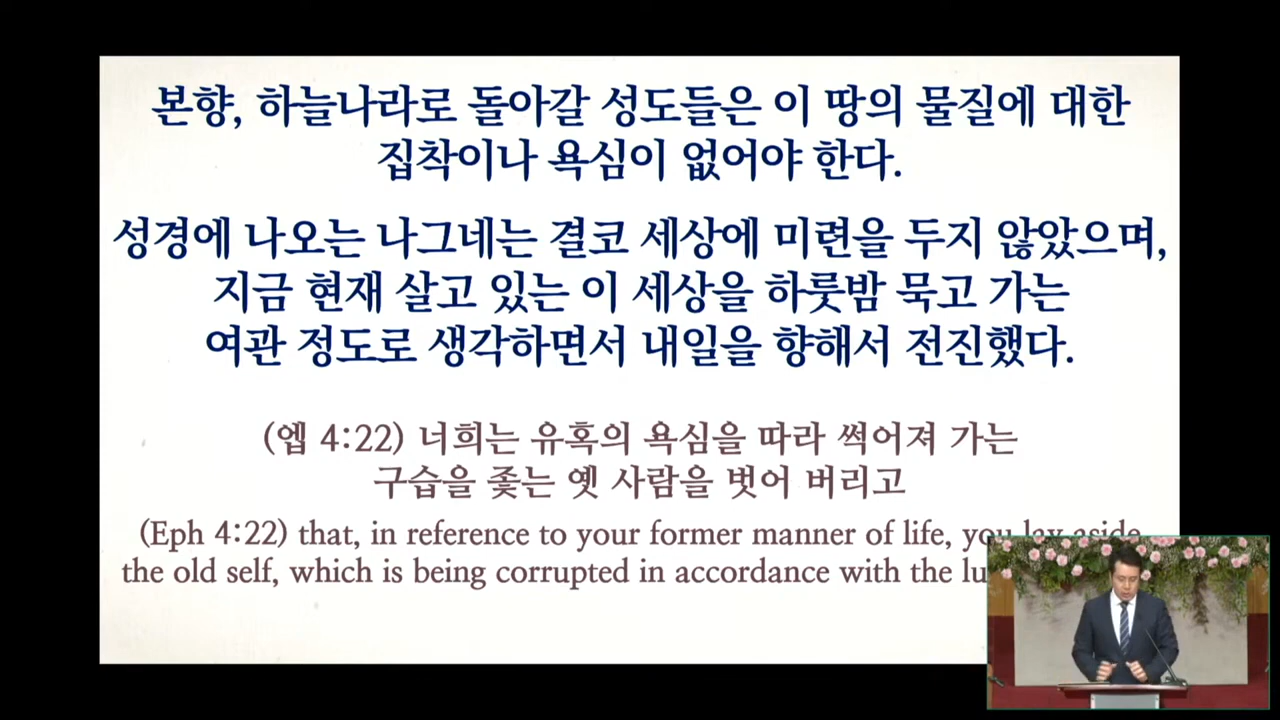 본향, 하늘나라로 돌아갈 성도들은 이 땅의 물질에 대한
집착이나 욕심이 없어야 한다.
성경에 나오는 나그네는 결코 세상에 미련을 두지 않았으며,
지금 현재 살고 있는 이 세상을 하룻밤 묵고 가는
여관 정도로 생각하면서 내일을 향해서 전진했다.
(엡 4:22) 너희는 유혹의 욕심을 따라 썩어져 가는
구습을 좇는 옛 사람을 벗어 버리고
(Eph 4:22) that, in reference to your former manner of life, you lay aside
the old self, which is being corrupted in accordance with the